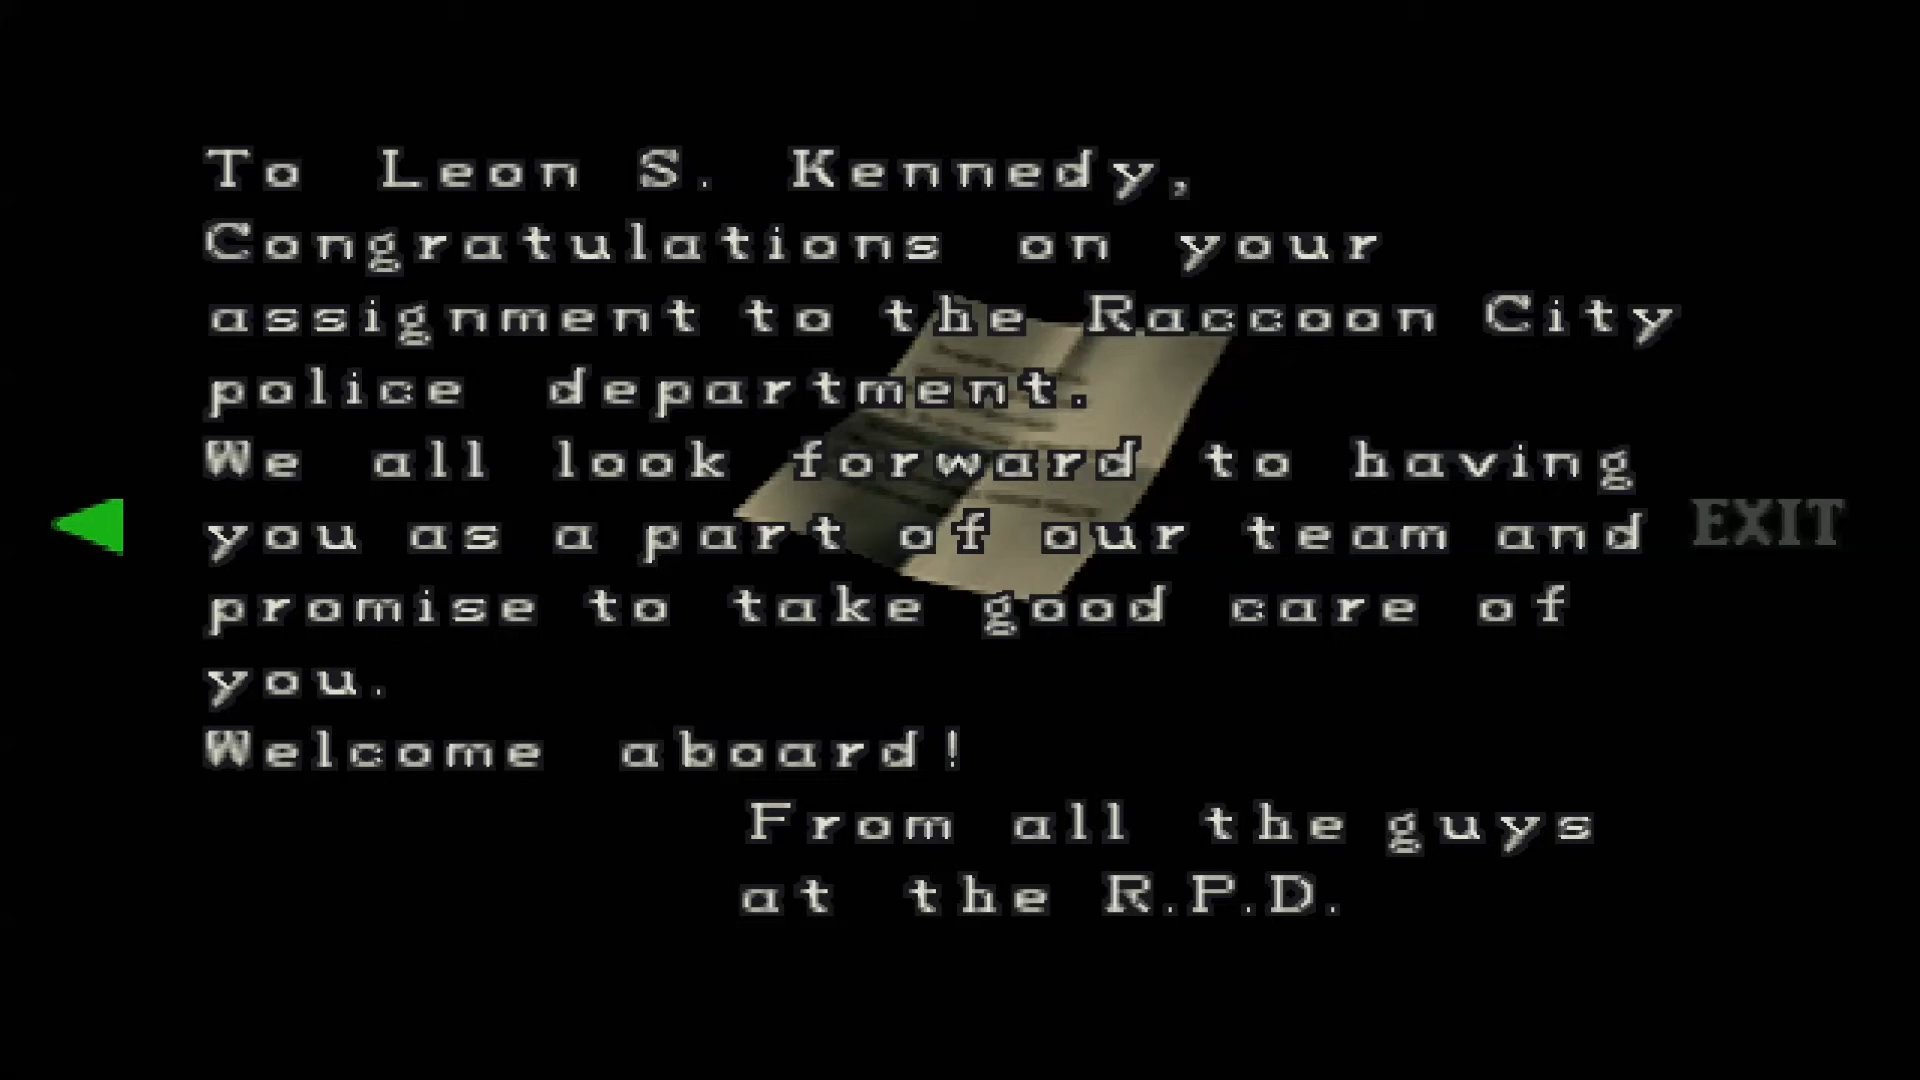 To Leon S. Kennedy,
Congratulations on your
assignment to the Raccoon City
police department.
We all look forward to having
you as a part of our team and
promise to take good care of
you.
Welcome aboard!
From all the guys
at the R.P.D.
EXIT